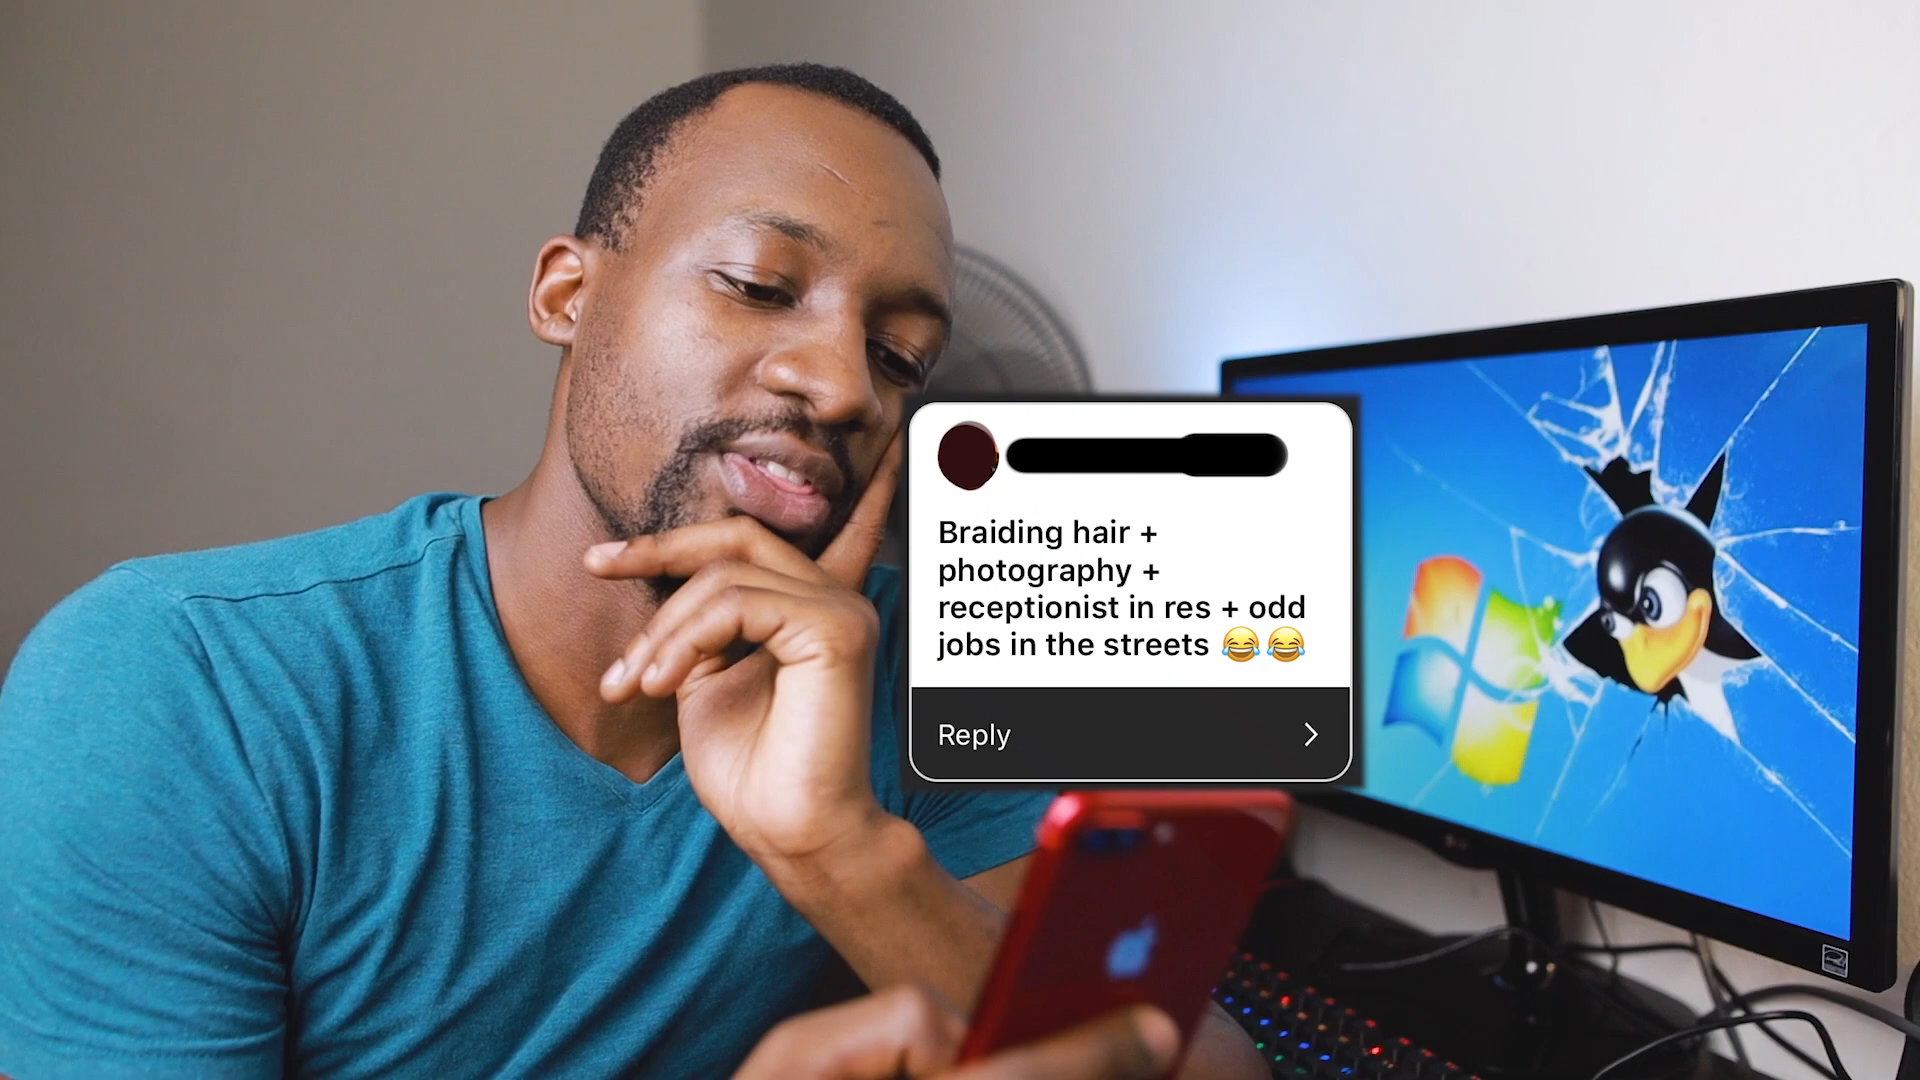 Braiding hair +
photography +
receptionist in res + odd
jobs in the streets 😂😂
Reply